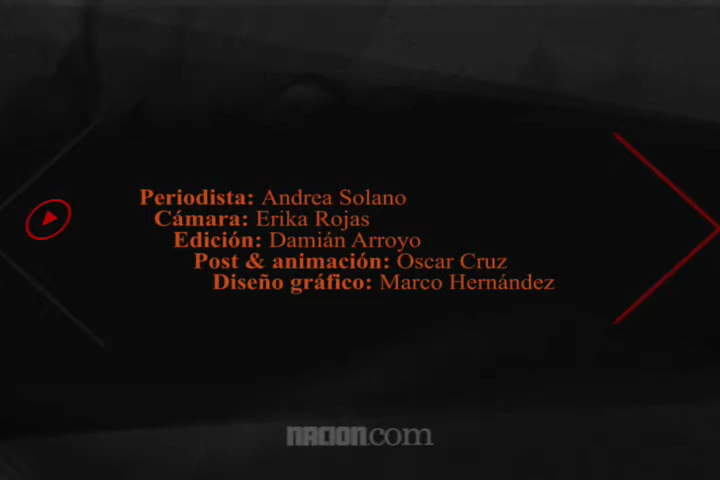 Periodista: Andrea Solano
Cámara: Erika Rojas
Edición: Damián Arroyo
Post & animación: Oscar Cruz
Diseño gráfico: Marco Hernández
NACION.com